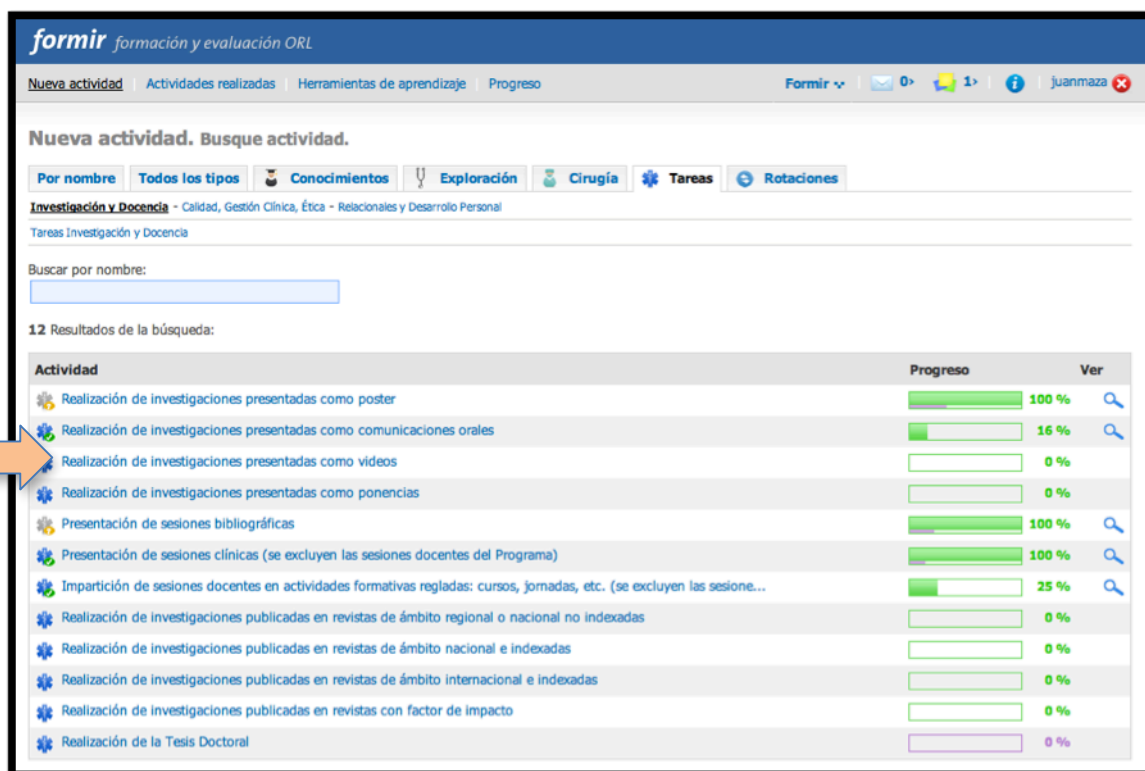 formir formación y evaluación ORL
Nueva actividad Actividades realizadas Herramientas de aprendizaje Progreso Formir 0 1 juanmaza
Nueva actividad. Busque actividad.
Por nombre Todos los tipos Conocimientos Exploración Cirugía Tareas Rotaciones
Investigación y Docencia - Calidad, Gestión Clínica, Ética - Relacionales y Desarrollo Personal
Tareas Investigación y Docencia
Buscar por nombre:
12 Resultados de la búsqueda:
Actividad Progreso Ver
Realización de investigaciones presentadas como poster 100 %
Realización de investigaciones presentadas como comunicaciones orales 16 %
Realización de investigaciones presentadas como videos 0 %
Realización de investigaciones presentadas como ponencias 0 %
Presentación de sesiones bibliográficas 100 %
Presentación de sesiones clínicas (se excluyen las sesiones docentes del Programa) 100 %
Impartición de sesiones docentes en actividades formativas regladas: cursos, jornadas, etc. (se excluyen las sesione... 25 %
Realización de investigaciones publicadas en revistas de ámbito regional o nacional no indexadas 0 %
Realización de investigaciones publicadas en revistas de ámbito nacional e indexadas 0 %
Realización de investigaciones publicadas en revistas de ámbito internacional e indexadas 0 %
Realización de investigaciones publicadas en revistas con factor de impacto 0 %
Realización de la Tesis Doctoral 0 %